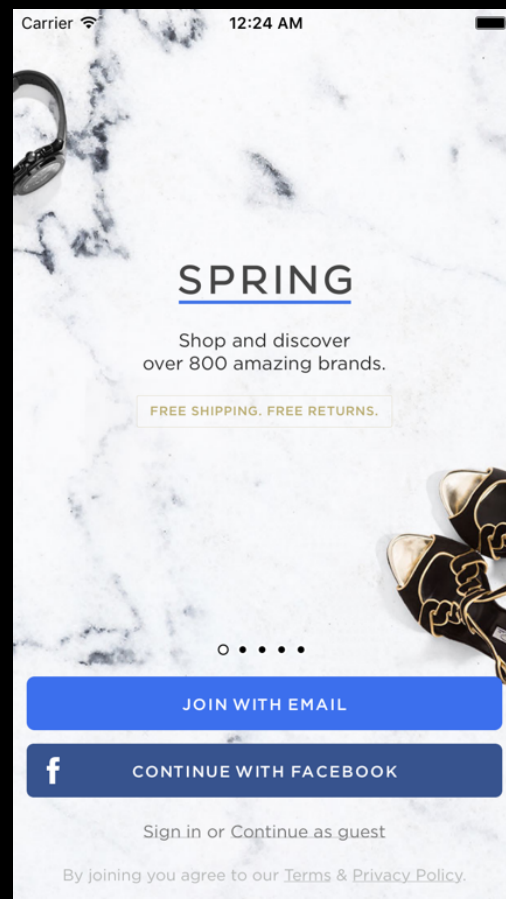 Carrier 12:24 AM
SPRING
Shop and discover
over 800 amazing brands.
FREE SHIPPING. FREE RETURNS.
JOIN WITH EMAIL
f CONTINUE WITH FACEBOOK
Sign in or Continue as guest
By joining you agree to our Terms & Privacy Policy.